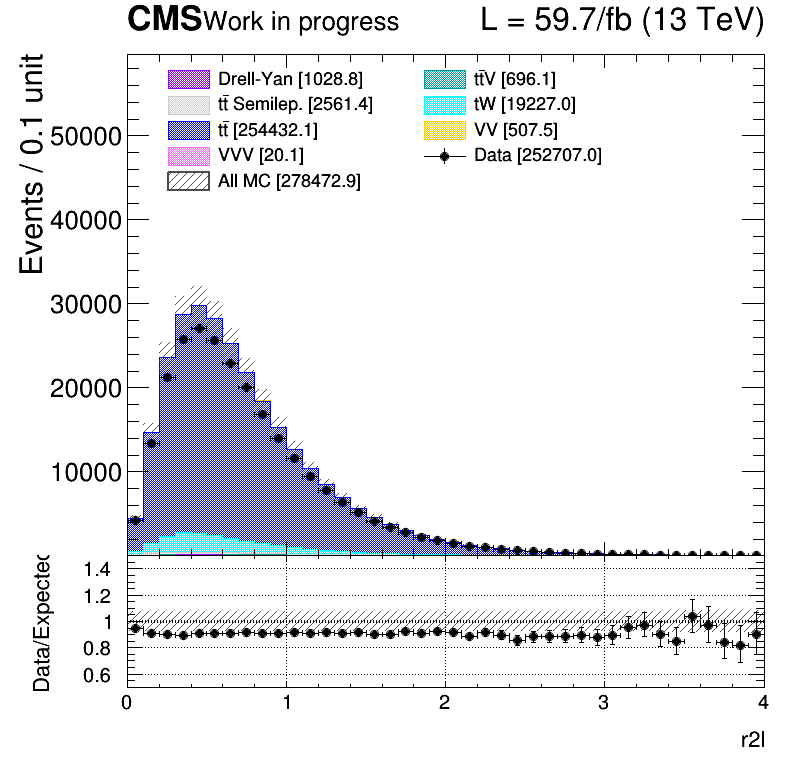 CMS Work in progress L = 59.7/fb (13 TeV)
Events / 0.1 unit
Drell-Yan [1028.8] tt̄V [696.1]
tt̄ Semilep. [2561.4] tW [19227.0]
tt̄ [254432.1] VV [507.5]
VVV [20.1] Data [252707.0]
All MC [278472.9]
50000
40000
30000
20000
10000
Data/Expected
1.4
1.2
1
0.8
0.6
0 1 2 3 4
r2l